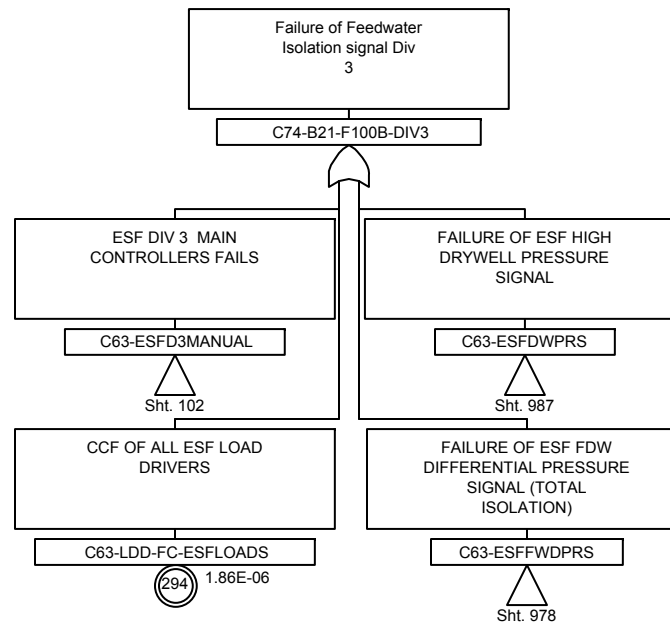 Failure of Feedwater
Isolation signal Div
3
C74-B21-F100B-DIV3
ESF DIV 3 MAIN
CONTROLLERS FAILS
C63-ESFD3MANUAL
Sht. 102
FAILURE OF ESF HIGH
DRYWELL PRESSURE
SIGNAL
C63-ESFDWPRS
Sht. 987
CCF OF ALL ESF LOAD
DRIVERS
C63-LDD-FC-ESFLOADS
294
1.86E-06
FAILURE OF ESF FDW
DIFFERENTIAL PRESSURE
SIGNAL (TOTAL
ISOLATION)
C63-ESFFWDPRS
Sht. 978